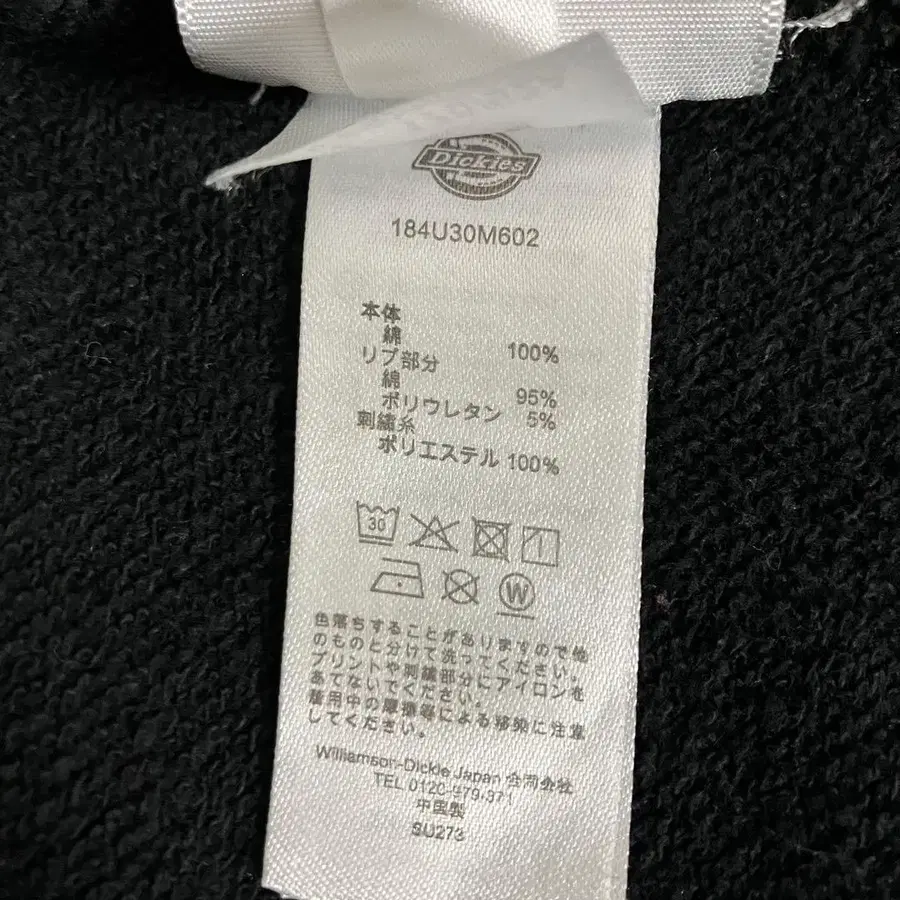 Dickies
184U30M602
本体
綿 100%
リブ部分
綿 95%
ポリウレタン 5%
刺繍糸
ポリエステル 100%
30
W
色落ちすることがありますので他
のものと分けて洗ってください。
プリントや刺繍部分にアイロンを
あてないでください。
着用中の摩擦等による移染に注意
してください。
Williamson-Dickie Japan 合同会社
TEL 0120-979-371
中国製
SU273